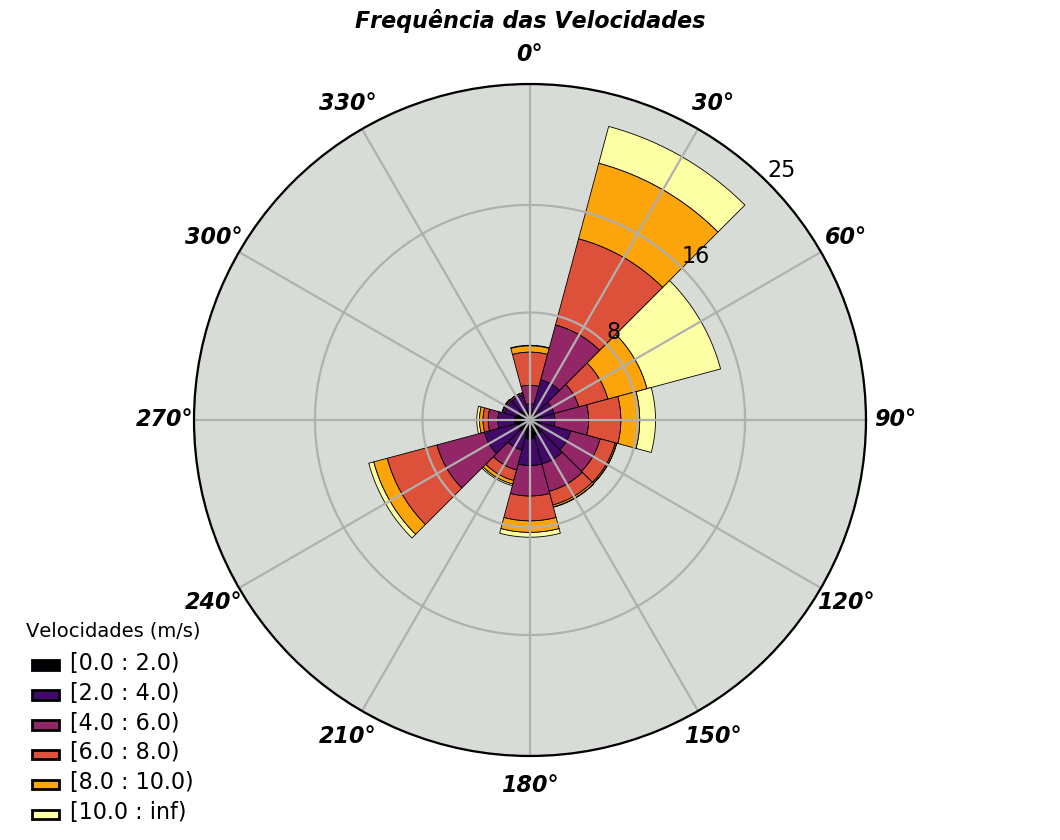 Frequência das Velocidades
0°
30°
60°
90°
120°
150°
180°
210°
240°
270°
300°
330°
8
16
25
Velocidades (m/s)
[0.0 : 2.0)
[2.0 : 4.0)
[4.0 : 6.0)
[6.0 : 8.0)
[8.0 : 10.0)
[10.0 : inf)